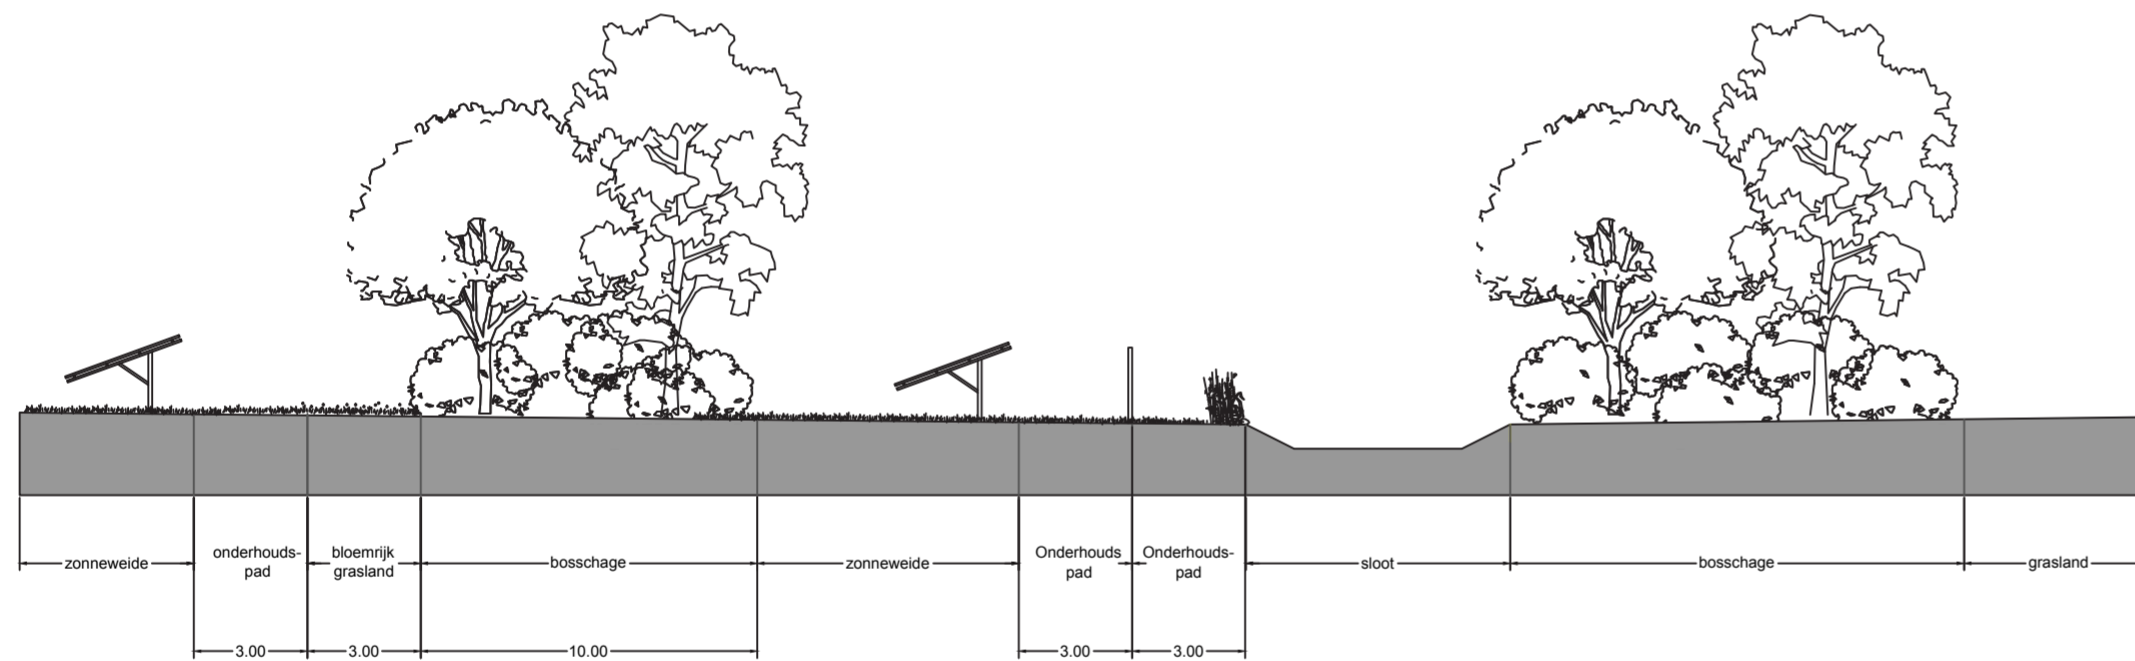 zonneweide
onderhouds-
pad
bloemrijk
grasland
bosschage
zonneweide
Onderhouds
pad
Onderhouds-
pad
sloot
bosschage
grasland
3.00
3.00
10.00
3.00
3.00